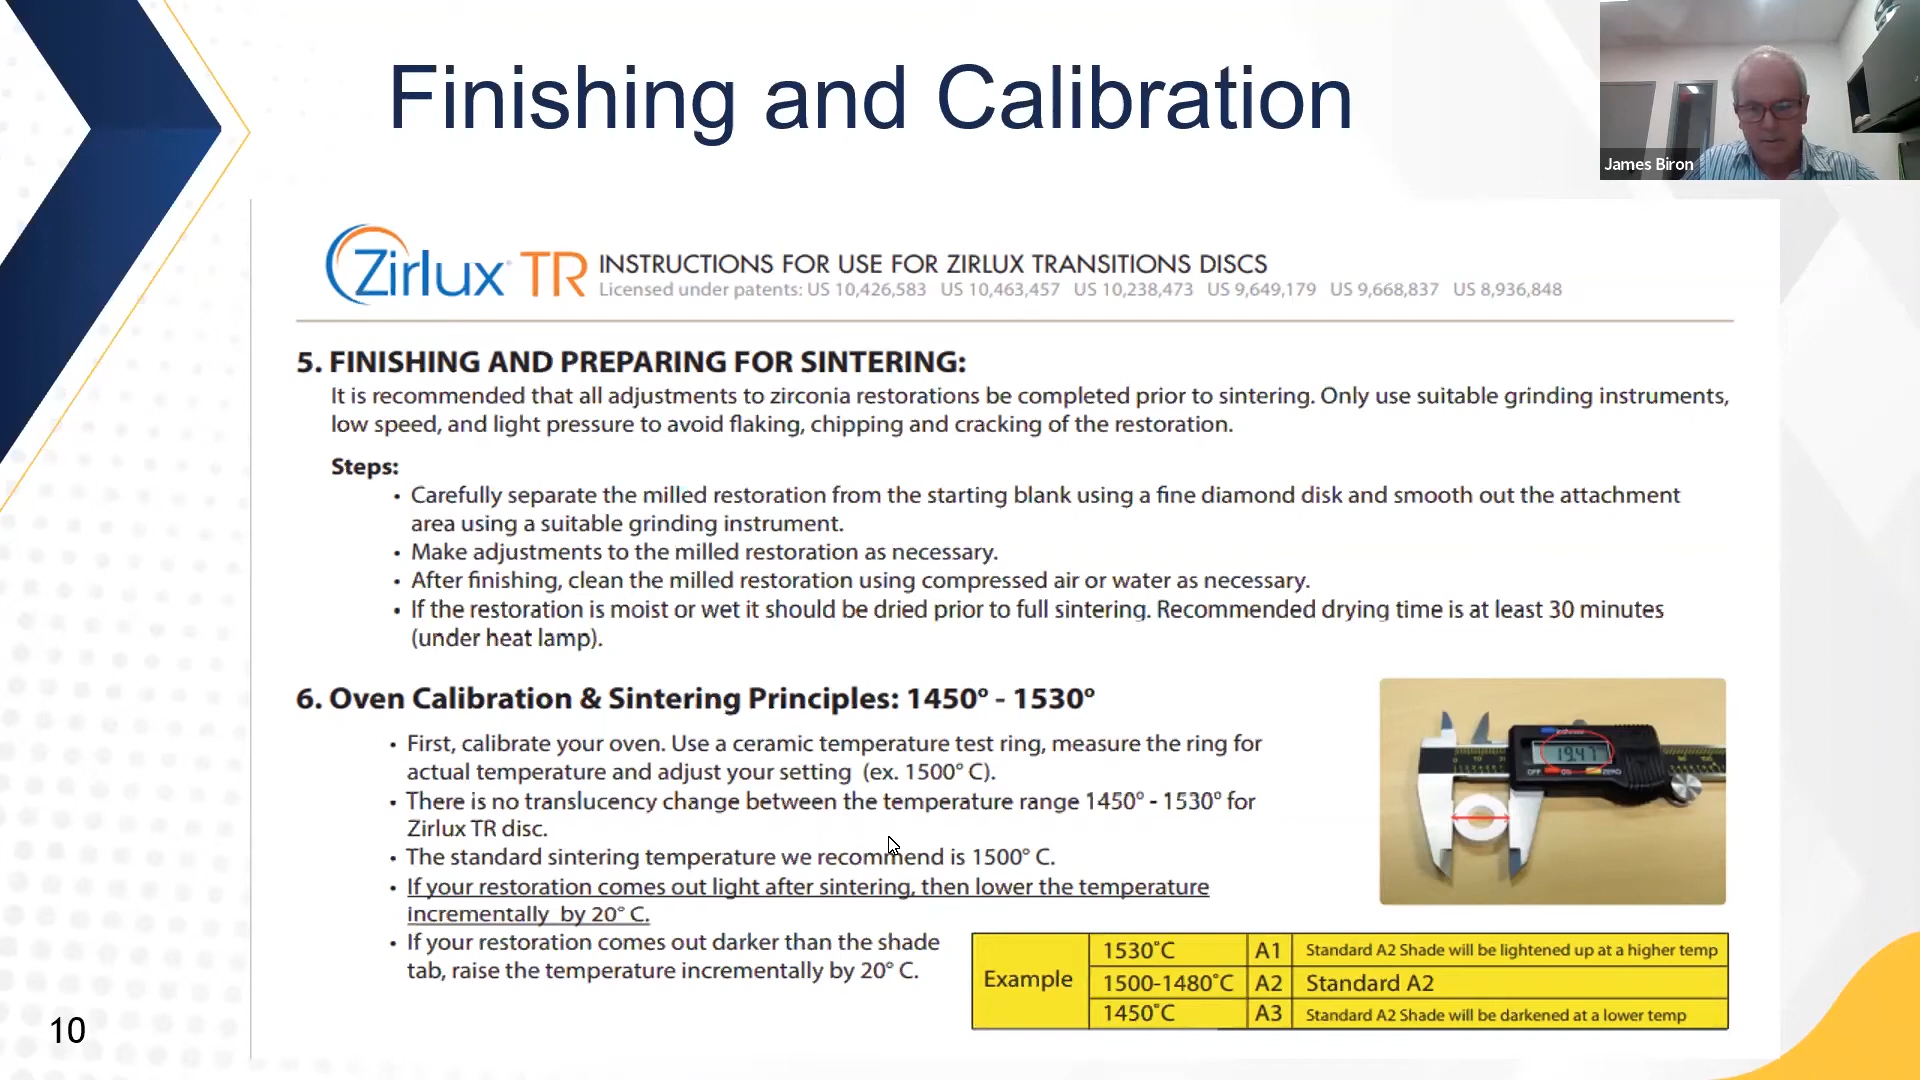 Finishing and Calibration
James Biron
Zirlux TR INSTRUCTIONS FOR USE FOR ZIRLUX TRANSITIONS DISCS
Licensed under patents: US 10,426,583 US 10,463,457 US 10,238,473 US 9,649,179 US 9,668,837 US 8,936,848
5. FINISHING AND PREPARING FOR SINTERING:
It is recommended that all adjustments to zirconia restorations be completed prior to sintering. Only use suitable grinding instruments,
low speed, and light pressure to avoid flaking, chipping and cracking of the restoration.
Steps:
• Carefully separate the milled restoration from the starting blank using a fine diamond disk and smooth out the attachment
area using a suitable grinding instrument.
• Make adjustments to the milled restoration as necessary.
• After finishing, clean the milled restoration using compressed air or water as necessary.
• If the restoration is moist or wet it should be dried prior to full sintering. Recommended drying time is at least 30 minutes
(under heat lamp).
6. Oven Calibration & Sintering Principles: 1450° - 1530°
• First, calibrate your oven. Use a ceramic temperature test ring, measure the ring for
actual temperature and adjust your setting (ex. 1500° C).
• There is no translucency change between the temperature range 1450° - 1530° for
Zirlux TR disc.
• The standard sintering temperature we recommend is 1500° C.
• If your restoration comes out light after sintering, then lower the temperature
incrementally by 20° C.
• If your restoration comes out darker than the shade
tab, raise the temperature incrementally by 20° C.
19.47
OFF ZERO
Example
1530°C A1 Standard A2 Shade will be lightened up at a higher temp
1500-1480°C A2 Standard A2
1450°C A3 Standard A2 Shade will be darkened at a lower temp
10